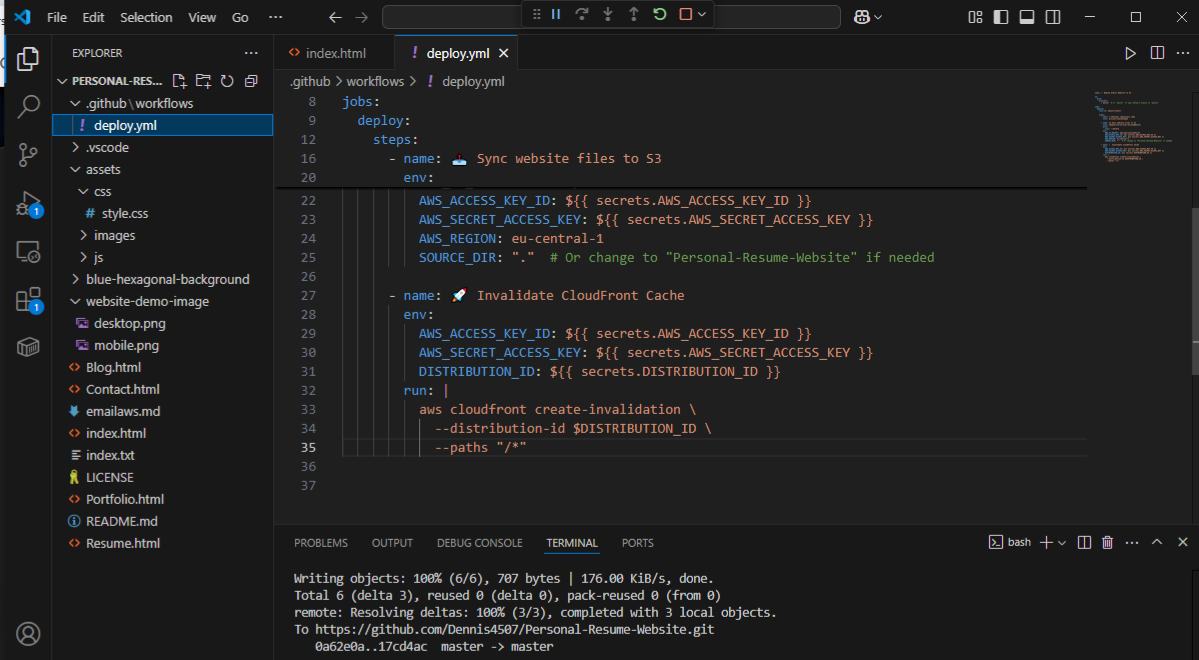 File Edit Selection View Go ···
EXPLORER ···
PERSONAL-RES...
.github\workflows
! deploy.yml
.vscode
assets
css
# style.css
images
js
blue-hexagonal-background
website-demo-image
desktop.png
mobile.png
<> Blog.html
<> Contact.html
emailaws.md
<> index.html
index.txt
LICENSE
<> Portfolio.html
README.md
<> Resume.html
1
1
<> index.html
! deploy.yml
.github > workflows > ! deploy.yml
8 jobs:
9 deploy:
12 steps:
16 - name: 📥 Sync website files to S3
20 env:
22 AWS_ACCESS_KEY_ID: ${{ secrets.AWS_ACCESS_KEY_ID }}
23 AWS_SECRET_ACCESS_KEY: ${{ secrets.AWS_SECRET_ACCESS_KEY }}
24 AWS_REGION: eu-central-1
25 SOURCE_DIR: "." # Or change to "Personal-Resume-Website" if needed
26
27 - name: 🚀 Invalidate CloudFront Cache
28 env:
29 AWS_ACCESS_KEY_ID: ${{ secrets.AWS_ACCESS_KEY_ID }}
30 AWS_SECRET_ACCESS_KEY: ${{ secrets.AWS_SECRET_ACCESS_KEY }}
31 DISTRIBUTION_ID: ${{ secrets.DISTRIBUTION_ID }}
32 run: |
33 aws cloudfront create-invalidation \
34 --distribution-id $DISTRIBUTION_ID \
35 --paths "/*"
36
37
PROBLEMS OUTPUT DEBUG CONSOLE TERMINAL PORTS
bash
Writing objects: 100% (6/6), 707 bytes | 176.00 KiB/s, done.
Total 6 (delta 3), reused 0 (delta 0), pack-reused 0 (from 0)
remote: Resolving deltas: 100% (3/3), completed with 3 local objects.
To https://github.com/Dennis4507/Personal-Resume-Website.git
0a62e0a..17cd4ac master -> master